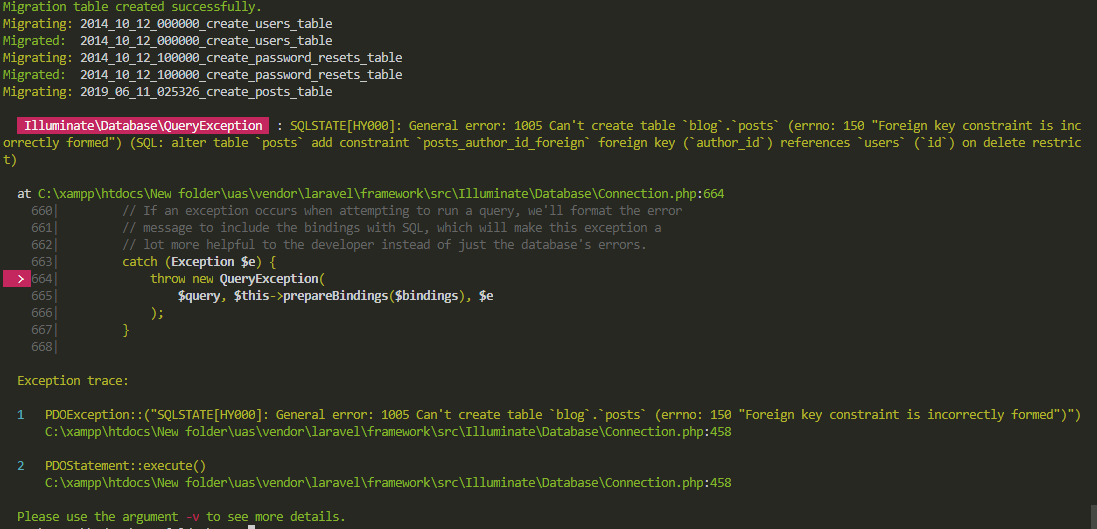 Migration table created successfully.
Migrating: 2014_10_12_000000_create_users_table
Migrated:  2014_10_12_000000_create_users_table
Migrating: 2014_10_12_100000_create_password_resets_table
Migrated:  2014_10_12_100000_create_password_resets_table
Migrating: 2019_06_11_025326_create_posts_table
Illuminate\Database\QueryException  : SQLSTATE[HY000]: General error: 1005 Can't create table `blog`.`posts` (errno: 150 "Foreign key constraint is inc
orrectly formed") (SQL: alter table `posts` add constraint `posts_author_id_foreign` foreign key (`author_id`) references `users` (`id`) on delete restric
t)
at C:\xampp\htdocs\New folder\uas\vendor\laravel\framework\src\Illuminate\Database\Connection.php:664
660|         // If an exception occurs when attempting to run a query, we'll format the error
661|         // message to include the bindings with SQL, which will make this exception a
662|         // lot more helpful to the developer instead of just the database's errors.
663|         catch (Exception $e) {
> 664|             throw new QueryException(
665|                 $query, $this->prepareBindings($bindings), $e
666|             );
667|         }
668|
Exception trace:
1   PDOException::("SQLSTATE[HY000]: General error: 1005 Can't create table `blog`.`posts` (errno: 150 "Foreign key constraint is incorrectly formed")")
C:\xampp\htdocs\New folder\uas\vendor\laravel\framework\src\Illuminate\Database\Connection.php:458
2   PDOStatement::execute()
C:\xampp\htdocs\New folder\uas\vendor\laravel\framework\src\Illuminate\Database\Connection.php:458
Please use the argument -v to see more details.